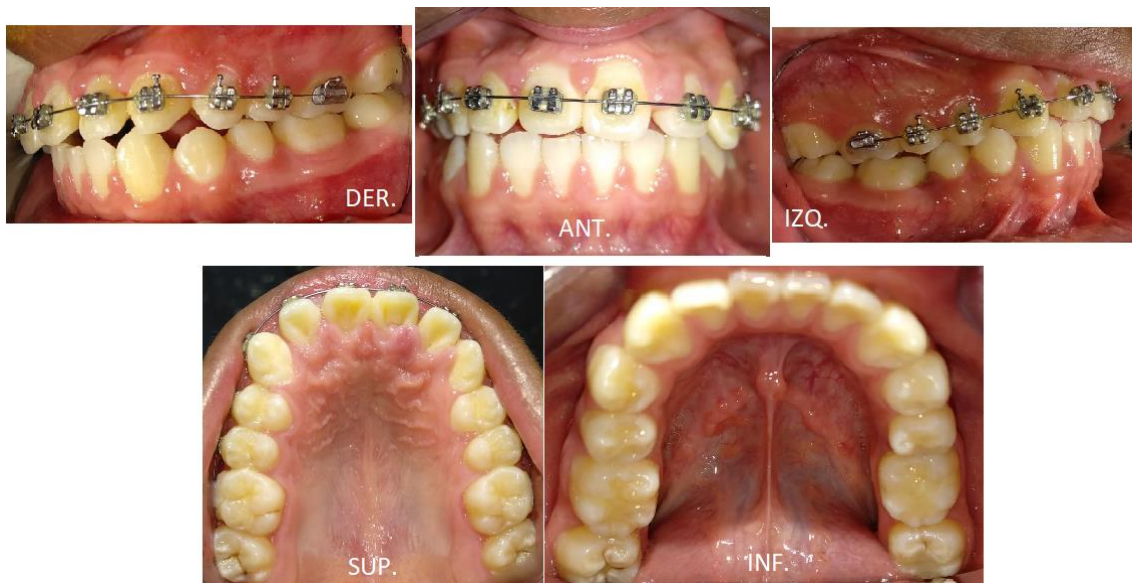 DER.
ANT.
IZQ.
SUP.
INF.